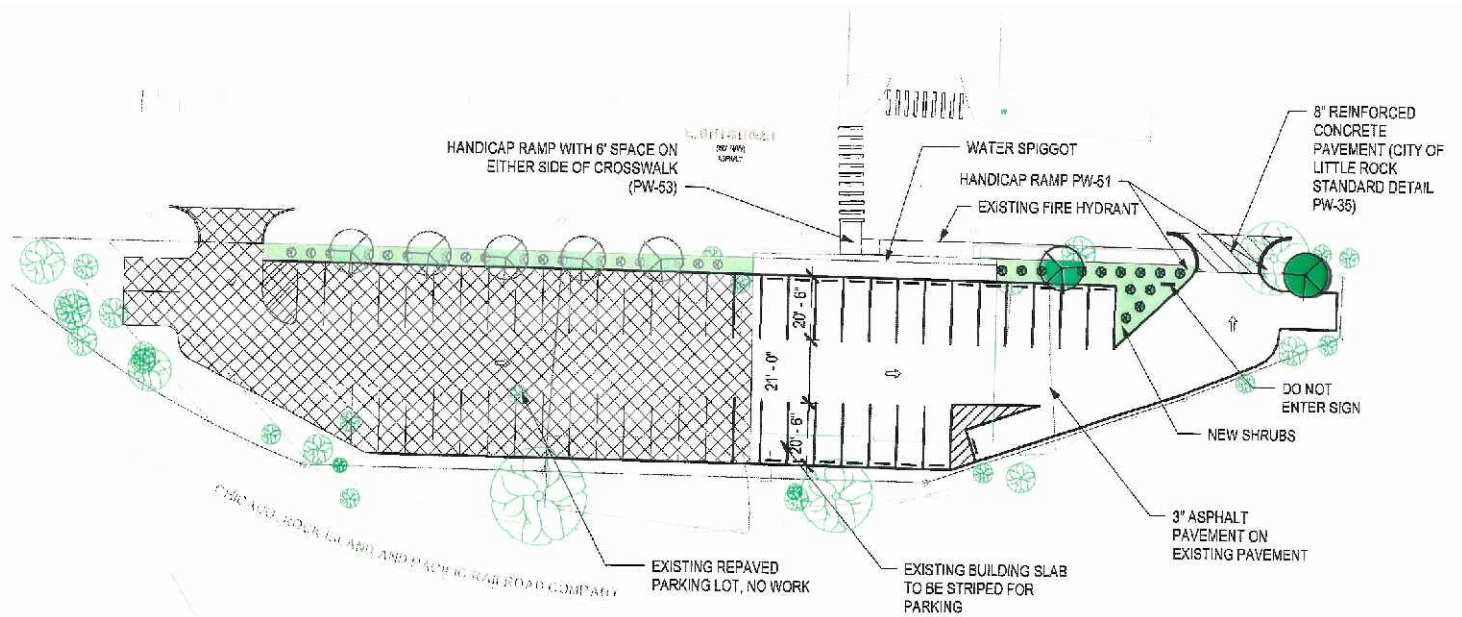 HANDICAP RAMP WITH 6' SPACE ON
EITHER SIDE OF CROSSWALK
(PW-53)
WATER SPIGGOT
HANDICAP RAMP PW-51
EXISTING FIRE HYDRANT
8" REINFORCED
CONCRETE
PAVEMENT (CITY OF
LITTLE ROCK
STANDARD DETAIL
PW-35)
20' - 6"
21' - 0"
20' - 6"
DO NOT
ENTER SIGN
NEW SHRUBS
3" ASPHALT
PAVEMENT ON
EXISTING PAVEMENT
EXISTING REPAVED
PARKING LOT, NO WORK
EXISTING BUILDING SLAB
TO BE STRIPED FOR
PARKING
CHICAGO, ROCK ISLAND AND PACIFIC RAILROAD COMPANY